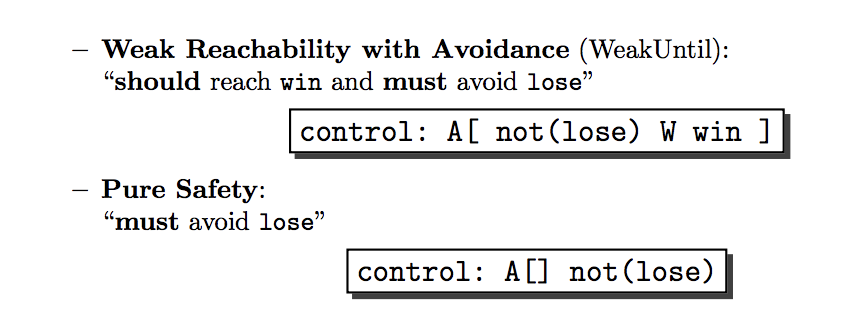 – Weak Reachability with Avoidance (WeakUntil):
“should reach win and must avoid lose”
control: A[ not(lose) W win ]
– Pure Safety:
“must avoid lose”
control: A[] not(lose)